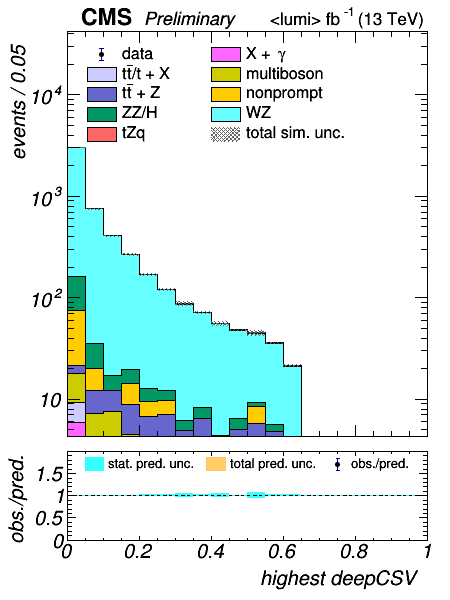 CMS Preliminary <lumi> fb⁻¹ (13 TeV)
events / 0.05
data
X + γ
tt̄/t + X
multiboson
tt̄ + Z
nonprompt
ZZ/H
WZ
tZq
total sim. unc.
10⁴
10³
10²
10
obs./pred.
stat. pred. unc.
total pred. unc.
obs./pred.
1.5
1
0.5
0
0 0.2 0.4 0.6 0.8 1
highest deepCSV